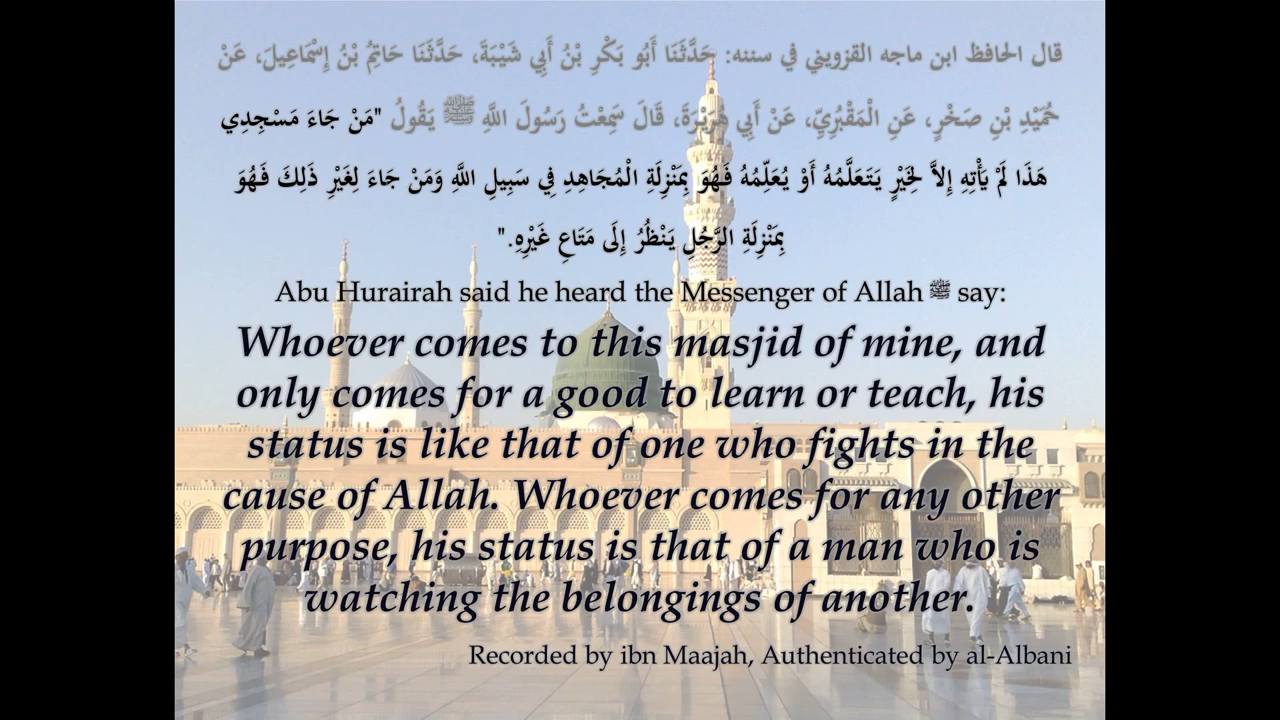 قال الحافظ ابن ماجه القزويني في سننه: حَدَّثَنَا أَبُو بَكْرِ بْنُ أَبِي شَيْبَةَ، حَدَّثَنَا حَاتِمُ بْنُ إِسْمَاعِيلَ، عَنْ
حُمَيْدِ بْنِ صَخْرٍ، عَنِ الْمَقْبُرِيِّ، عَنْ أَبِي هُرَيْرَةَ، قَالَ سَمِعْتُ رَسُولَ اللَّهِ ﷺ يَقُولُ "مَنْ جَاءَ مَسْجِدِي
هَذَا لَمْ يَأْتِهِ إِلاَّ لِخَيْرٍ يَتَعَلَّمُهُ أَوْ يُعَلِّمُهُ فَهُوَ بِمَنْزِلَةِ الْمُجَاهِدِ فِي سَبِيلِ اللَّهِ وَمَنْ جَاءَ لِغَيْرِ ذَلِكَ فَهُوَ
بِمَنْزِلَةِ الرَّجُلِ يَنْظُرُ إِلَى مَتَاعِ غَيْرِهِ."
Abu Hurairah said he heard the Messenger of Allah ﷺ say:
Whoever comes to this masjid of mine, and
only comes for a good to learn or teach, his
status is like that of one who fights in the
cause of Allah. Whoever comes for any other
purpose, his status is that of a man who is
watching the belongings of another.
Recorded by ibn Maajah, Authenticated by al-Albani